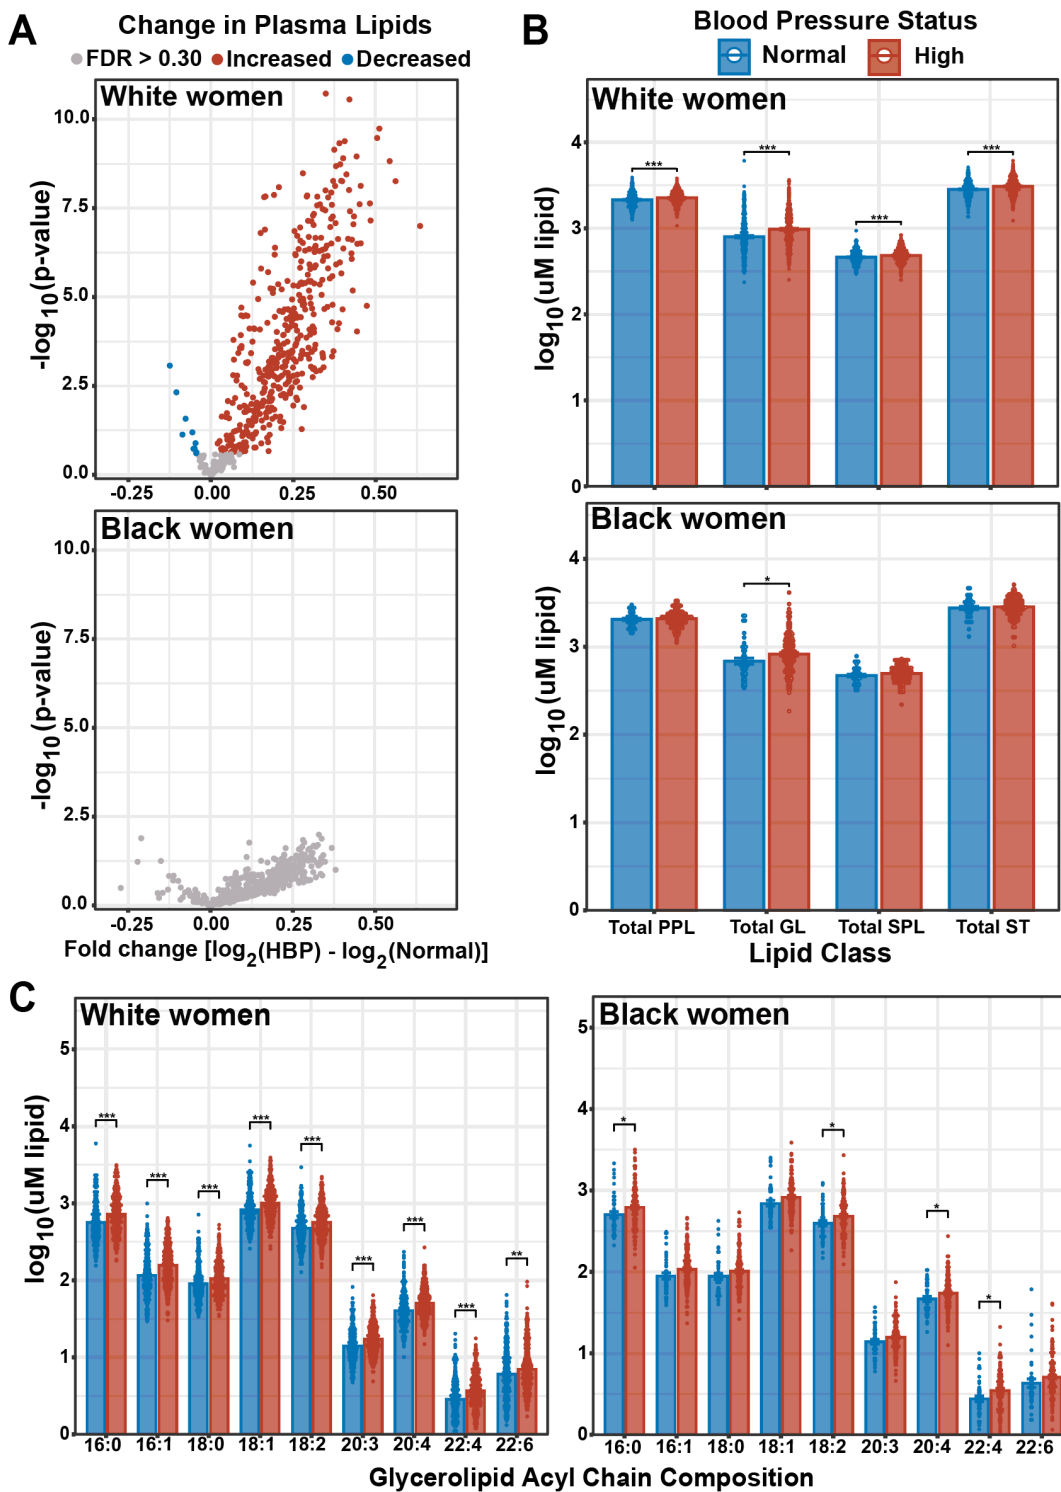 A
Change in Plasma Lipids
FDR > 0.30 Increased Decreased
White women
-log10(p-value)
10.0
7.5
5.0
2.5
0.0
-0.25 0.00 0.25 0.50
Black women
-log10(p-value)
10.0
7.5
5.0
2.5
0.0
-0.25 0.00 0.25 0.50
Fold change [log2(HBP) - log2(Normal)]
B
Blood Pressure Status
Normal High
White women
log10(uM lipid)
4
3
2
1
0
***
***
***
***
Black women
log10(uM lipid)
4
3
2
1
0
*
Total PPL Total GL Total SPL Total ST
Lipid Class
C
White women
log10(uM lipid)
5
4
3
2
1
0
*** *** *** *** *** *** *** *** **
16:0 16:1 18:0 18:1 18:2 20:3 20:4 22:4 22:6
Black women
5
4
3
2
1
0
* * * *
16:0 16:1 18:0 18:1 18:2 20:3 20:4 22:4 22:6
Glycerolipid Acyl Chain Composition